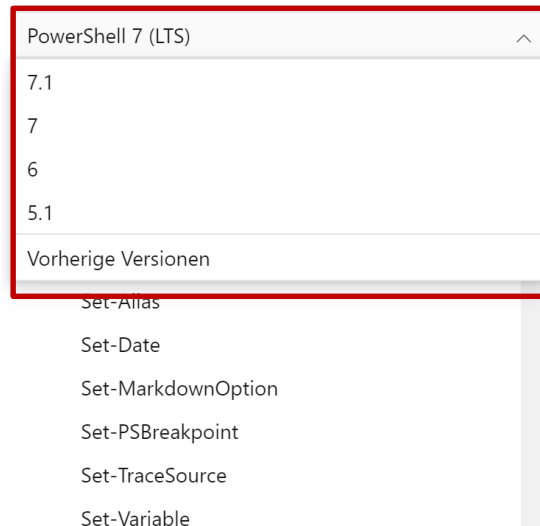 PowerShell 7 (LTS)
7.1
7
6
5.1
Vorherige Versionen
Set-Alias
Set-Date
Set-MarkdownOption
Set-PSBreakpoint
Set-TraceSource
Set-Variable